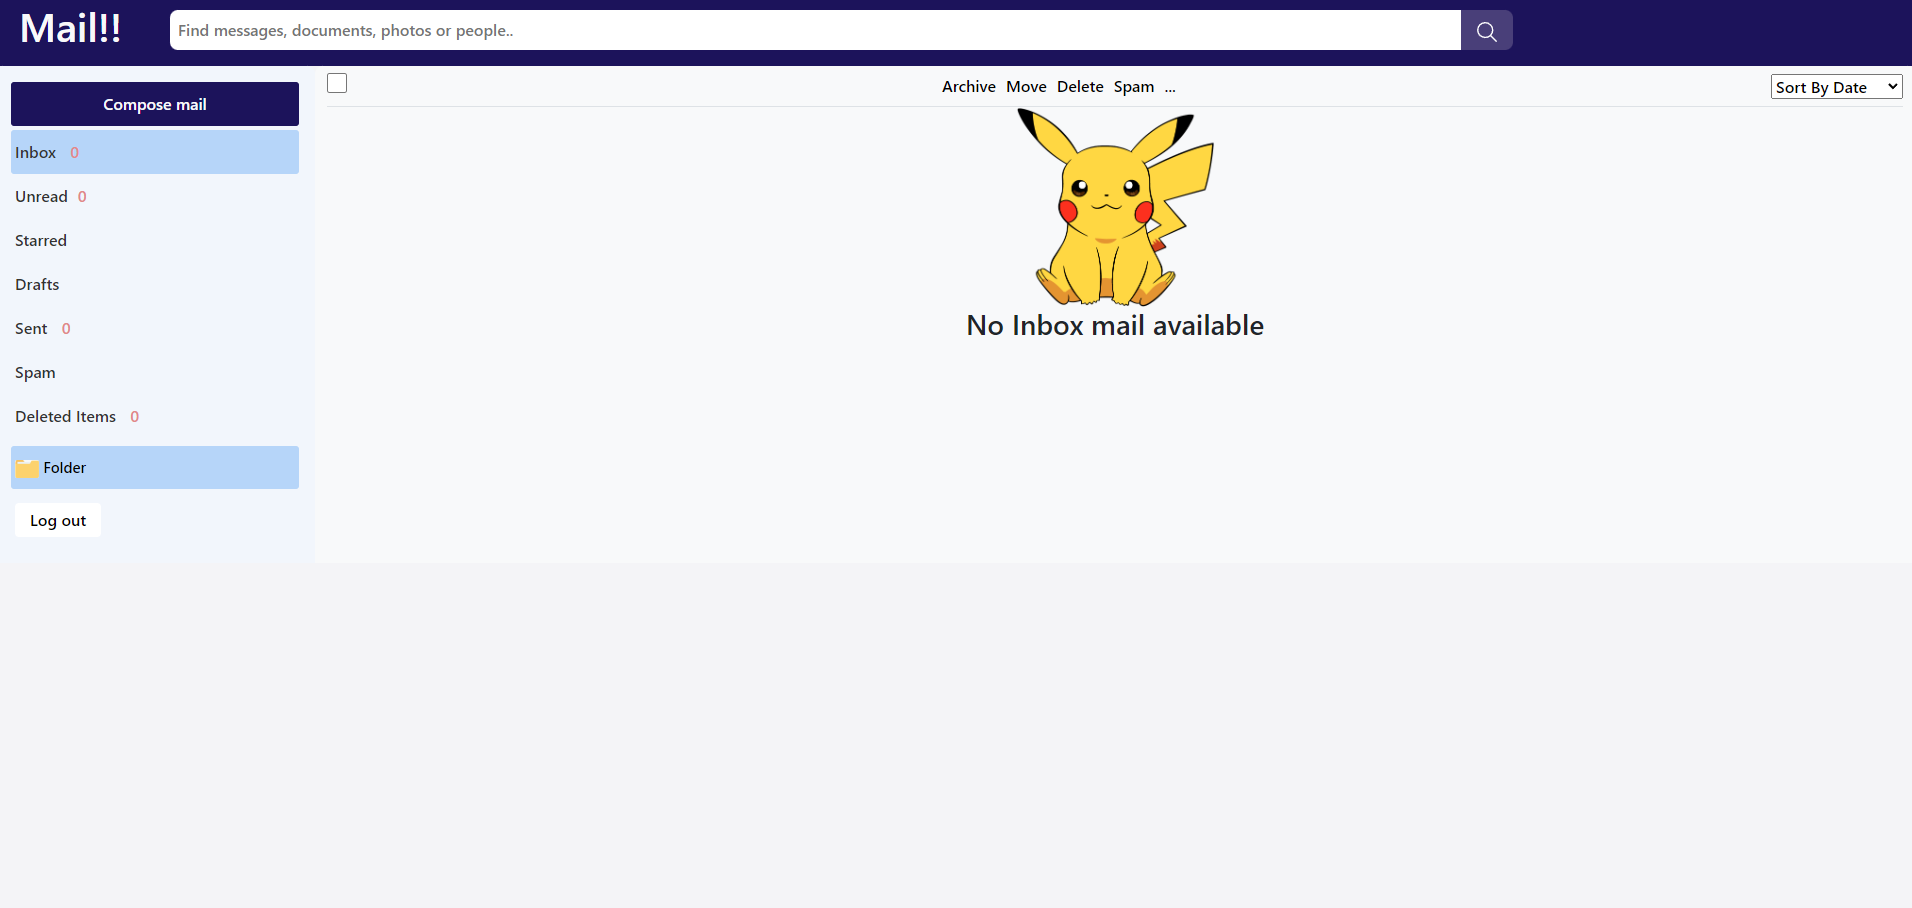 Mail!!
Find messages, documents, photos or people..
Compose mail
Inbox 0
Unread 0
Starred
Drafts
Sent 0
Spam
Deleted Items 0
Folder
Log out
Archive Move Delete Spam ...
Sort By Date
No Inbox mail available